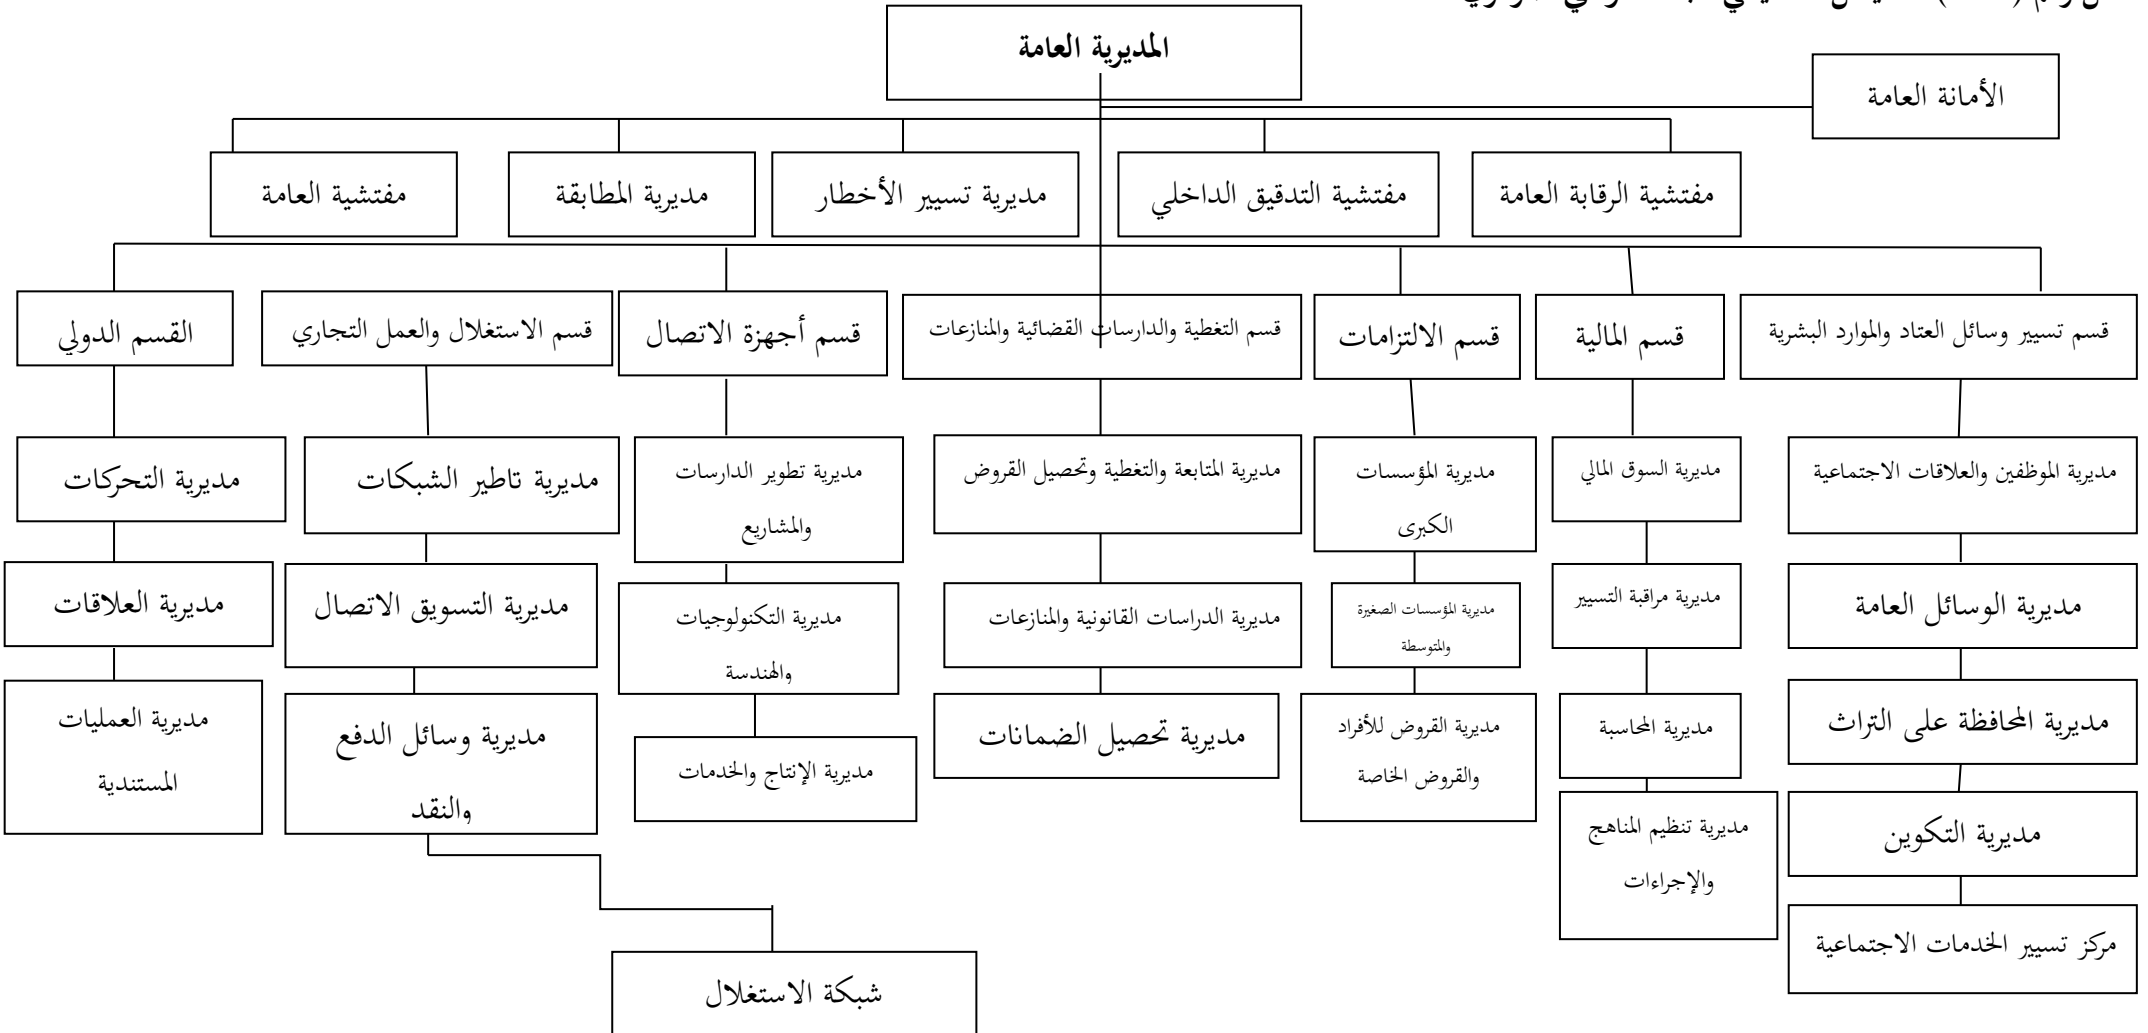 المديرية العامة
الأمانة العامة
مفتشية الرقابة العامة
مفتشية التدقيق الداخلي
مديرية تسيير الأخطار
مديرية المطابقة
مفتشية العامة
قسم تسيير وسائل العتاد والموارد البشرية
قسم المالية
قسم الالتزامات
قسم التغطية والدارسات القضائية والمنازعات
قسم أجهزة الاتصال
قسم الاستغلال والعمل التجاري
القسم الدولي
مديرية الموظفين والعلاقات الاجتماعية
مديرية السوق المالي
مديرية المؤسسات
الكبرى
مديرية المتابعة والتغطية وتحصيل القروض
مديرية تطوير الدارسات
والمشاريع
مديرية تاطير الشبكات
مديرية التحركات
مديرية الوسائل العامة
مديرية مراقبة التسيير
مديرية المؤسسات الصغيرة
والمتوسطة
مديرية الدراسات القانونية والمنازعات
مديرية التكنولوجيات
والهندسة
مديرية التسويق الاتصال
مديرية العلاقات
مديرية المحافظة على التراث
مديرية المحاسبة
مديرية القروض للأفراد
والقروض الخاصة
مديرية تحصيل الضمانات
مديرية الإنتاج والخدمات
مديرية وسائل الدفع
والنقد
مديرية العمليات
المستندية
مديرية التكوين
مديرية تنظيم المناهج
والإجراءات
مركز تسيير الخدمات الاجتماعية
شبكة الاستغلال